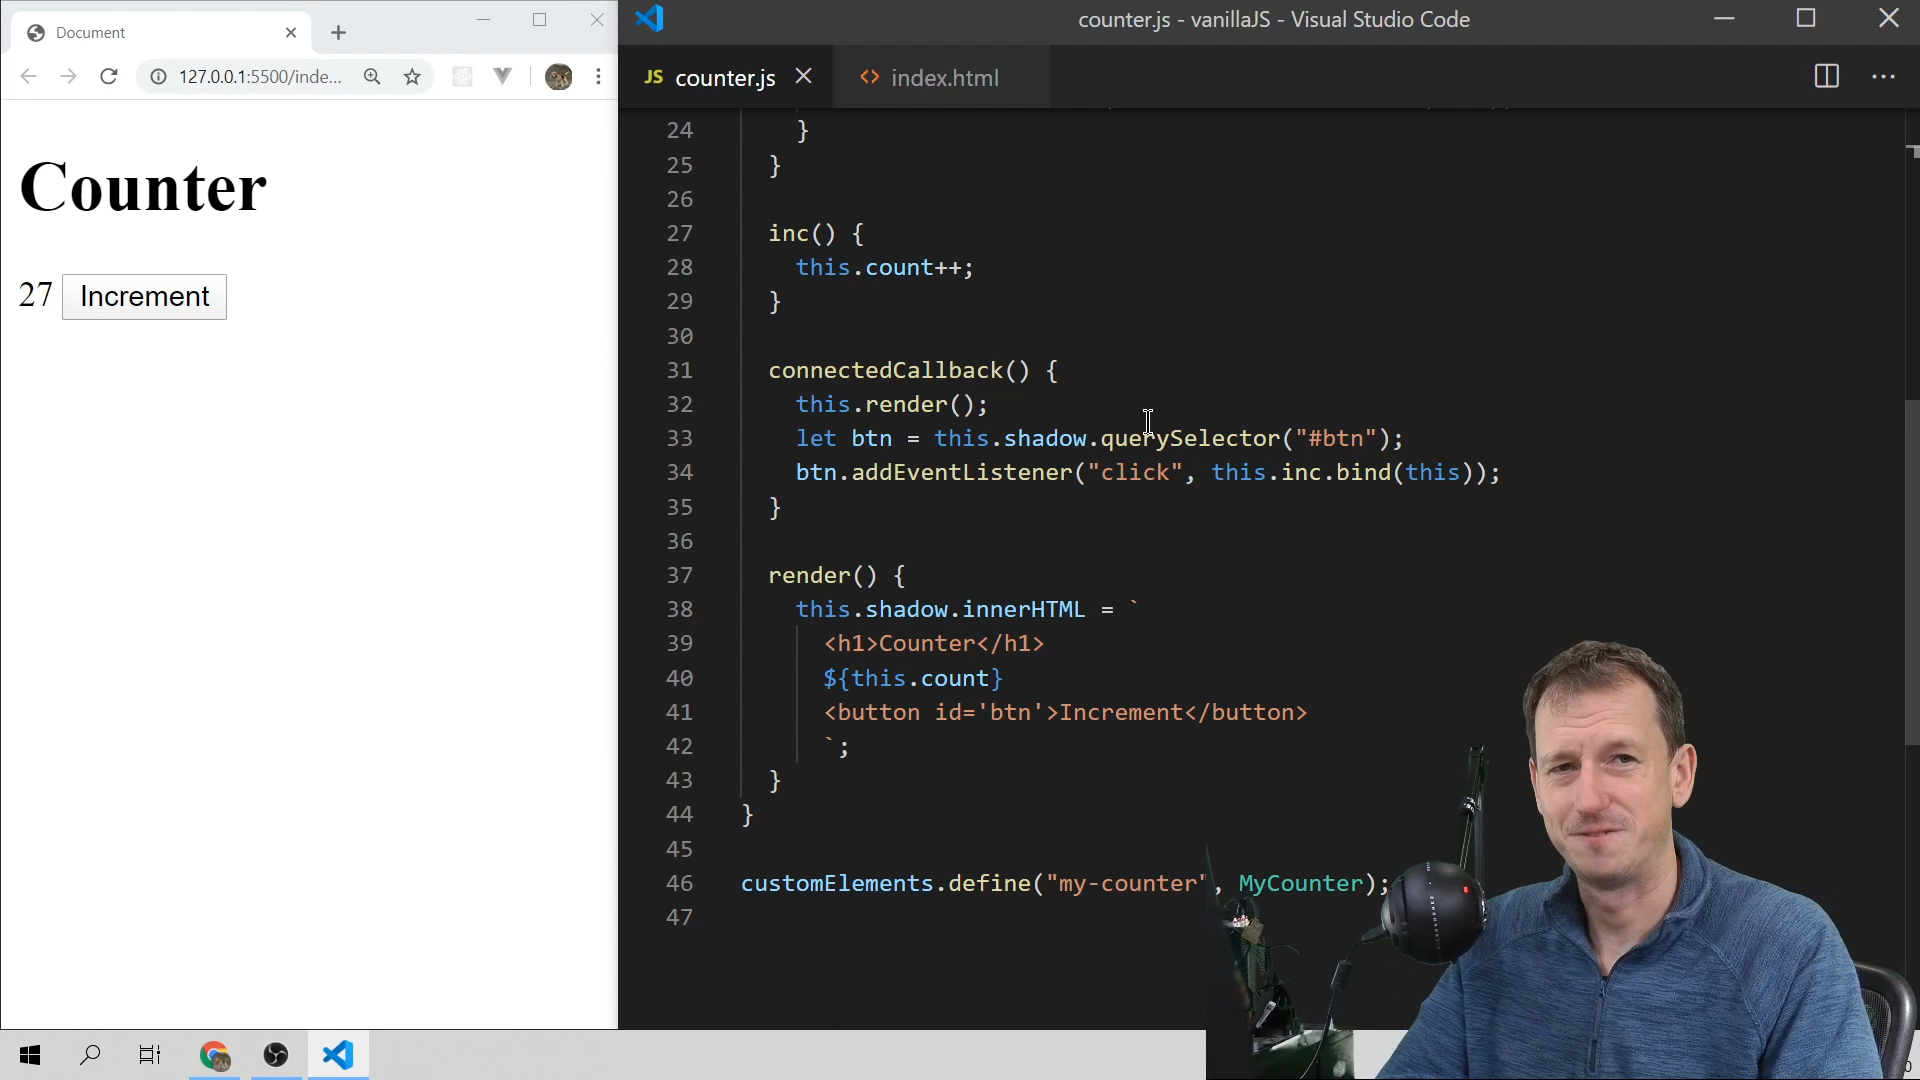 Document
127.0.0.1:5500/inde...
Counter
27 Increment
counter.js - vanillaJS - Visual Studio Code
JS counter.js
<> index.html
24 }
25 }
26
27 inc() {
28 this.count++;
29 }
30
31 connectedCallback() {
32 this.render();
33 let btn = this.shadow.querySelector("#btn");
34 btn.addEventListener("click", this.inc.bind(this));
35 }
36
37 render() {
38 this.shadow.innerHTML = `
39 <h1>Counter</h1>
40 ${this.count}
41 <button id='btn'>Increment</button>
42 `;
43 }
44 }
45
46 customElements.define("my-counter", MyCounter);
47